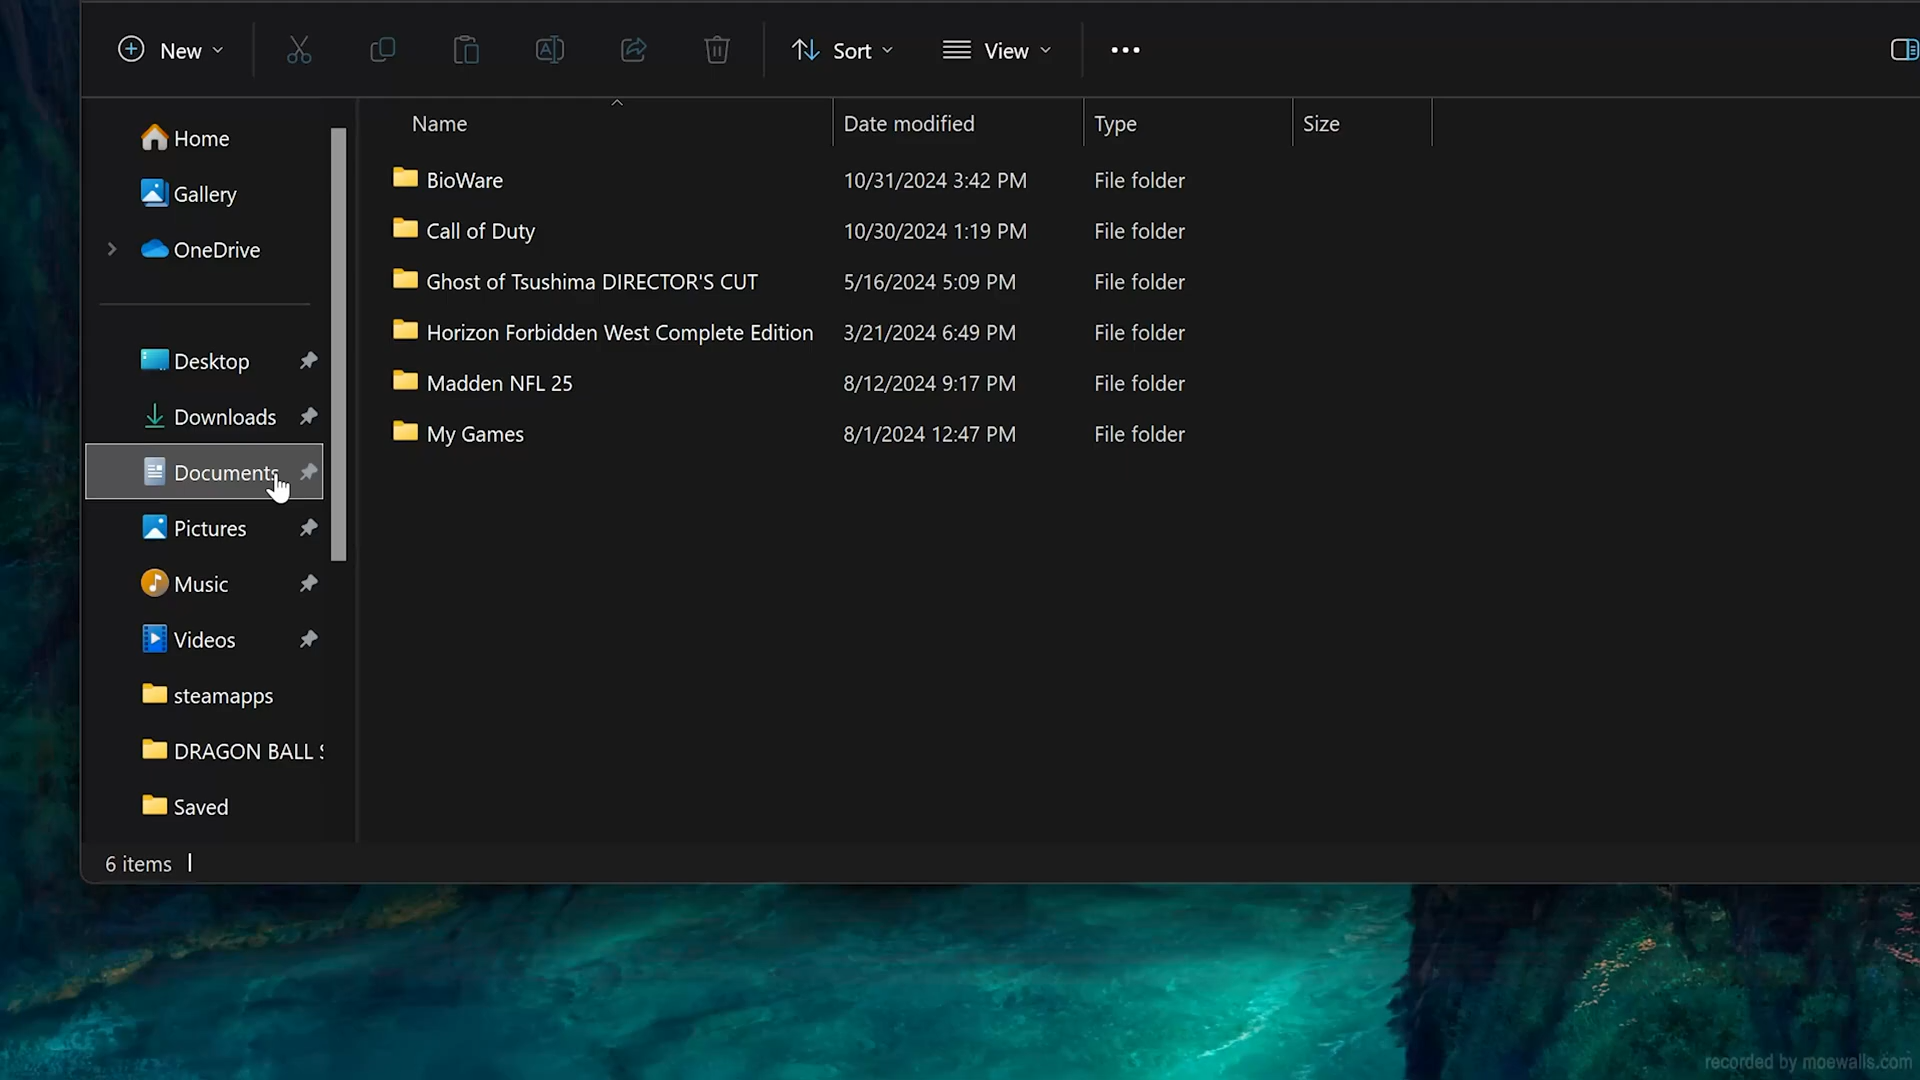 New
Sort
View
Name
Date modified
Type
Size
Home
Gallery
OneDrive
Desktop
Downloads
Documents
Pictures
Music
Videos
steamapps
DRAGON BALL
Saved
BioWare 10/31/2024 3:42 PM File folder
Call of Duty 10/30/2024 1:19 PM File folder
Ghost of Tsushima DIRECTOR'S CUT 5/16/2024 5:09 PM File folder
Horizon Forbidden West Complete Edition 3/21/2024 6:49 PM File folder
Madden NFL 25 8/12/2024 9:17 PM File folder
My Games 8/1/2024 12:47 PM File folder
6 items
recorded by moewalls.com